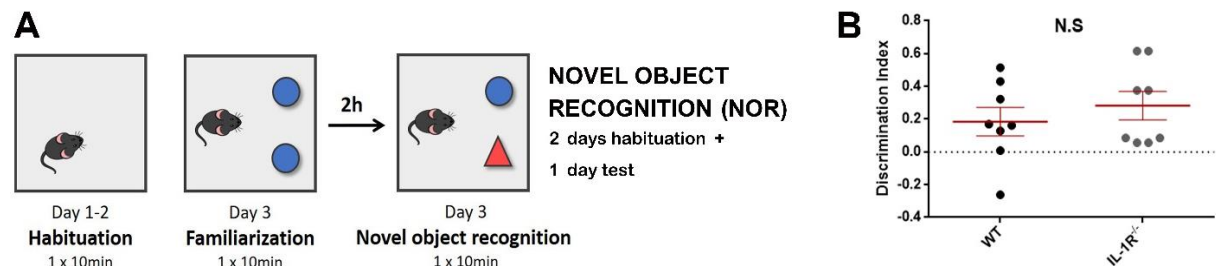 A
2h
NOVEL OBJECT
RECOGNITION (NOR)
2 days habituation +
1 day test
Day 1-2
Habituation
1 x 10min
Day 3
Familiarization
1 x 10min
Day 3
Novel object recognition
1 x 10min
B
N.S
Discrimination Index
0.8
0.6
0.4
0.2
0.0
-0.2
-0.4
WT
IL-1R-/-